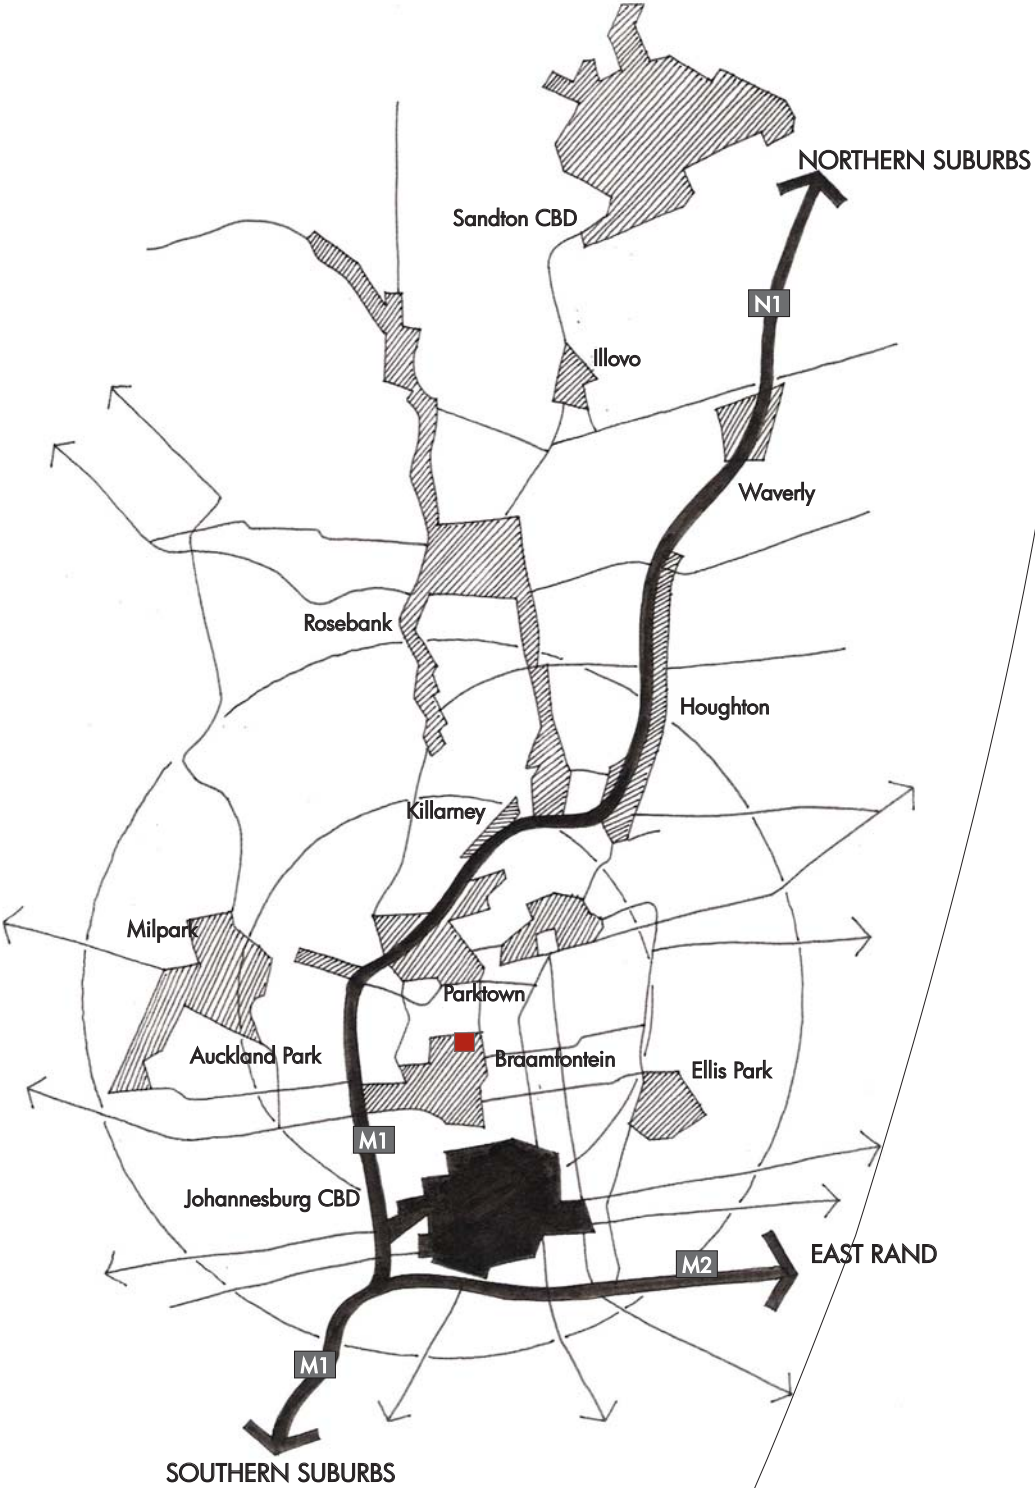 NORTHERN SUBURBS
Sandton CBD
N1
Illovo
Waverly
Rosebank
Houghton
Killarney
Milpark
Parktown
Auckland Park
Braamfontein
Ellis Park
M1
Johannesburg CBD
EAST RAND
M2
M1
SOUTHERN SUBURBS